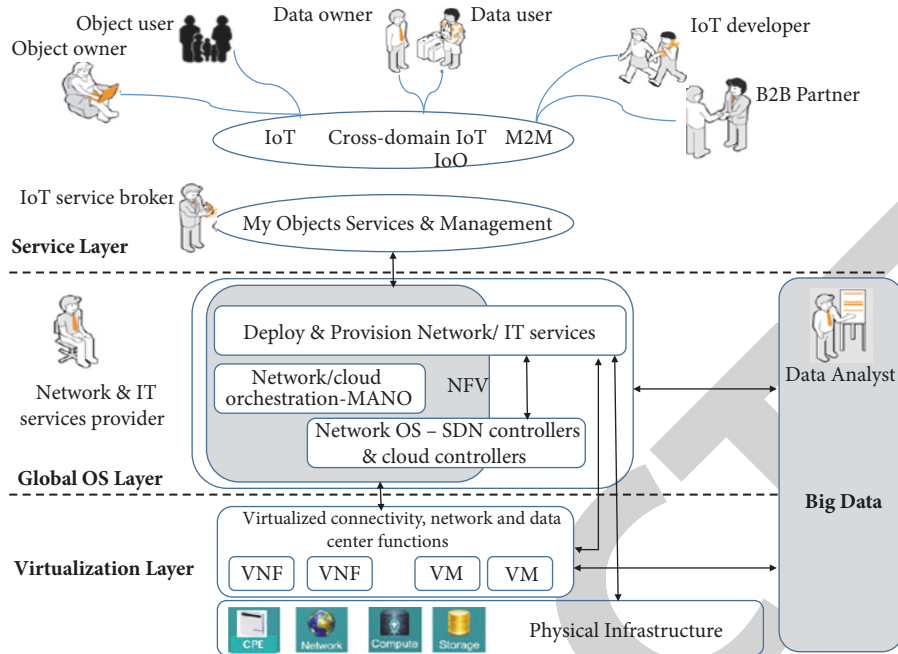 Object user
Object owner
Data owner
Data user
IoT developer
B2B Partner
IoT Cross-domain IoT M2M
IoO
IoT service broker
My Objects Services & Management
Service Layer
Deploy & Provision Network/ IT services
Network/cloud
orchestration-MANO
NFV
Network OS – SDN controllers
& cloud controllers
Network & IT
services provider
Global OS Layer
Data Analyst
Big Data
Virtualized connectivity, network and data
center functions
VNF
VNF
VM
VM
Virtualization Layer
CPE
Network
Compute
Storage
Physical Infrastructure